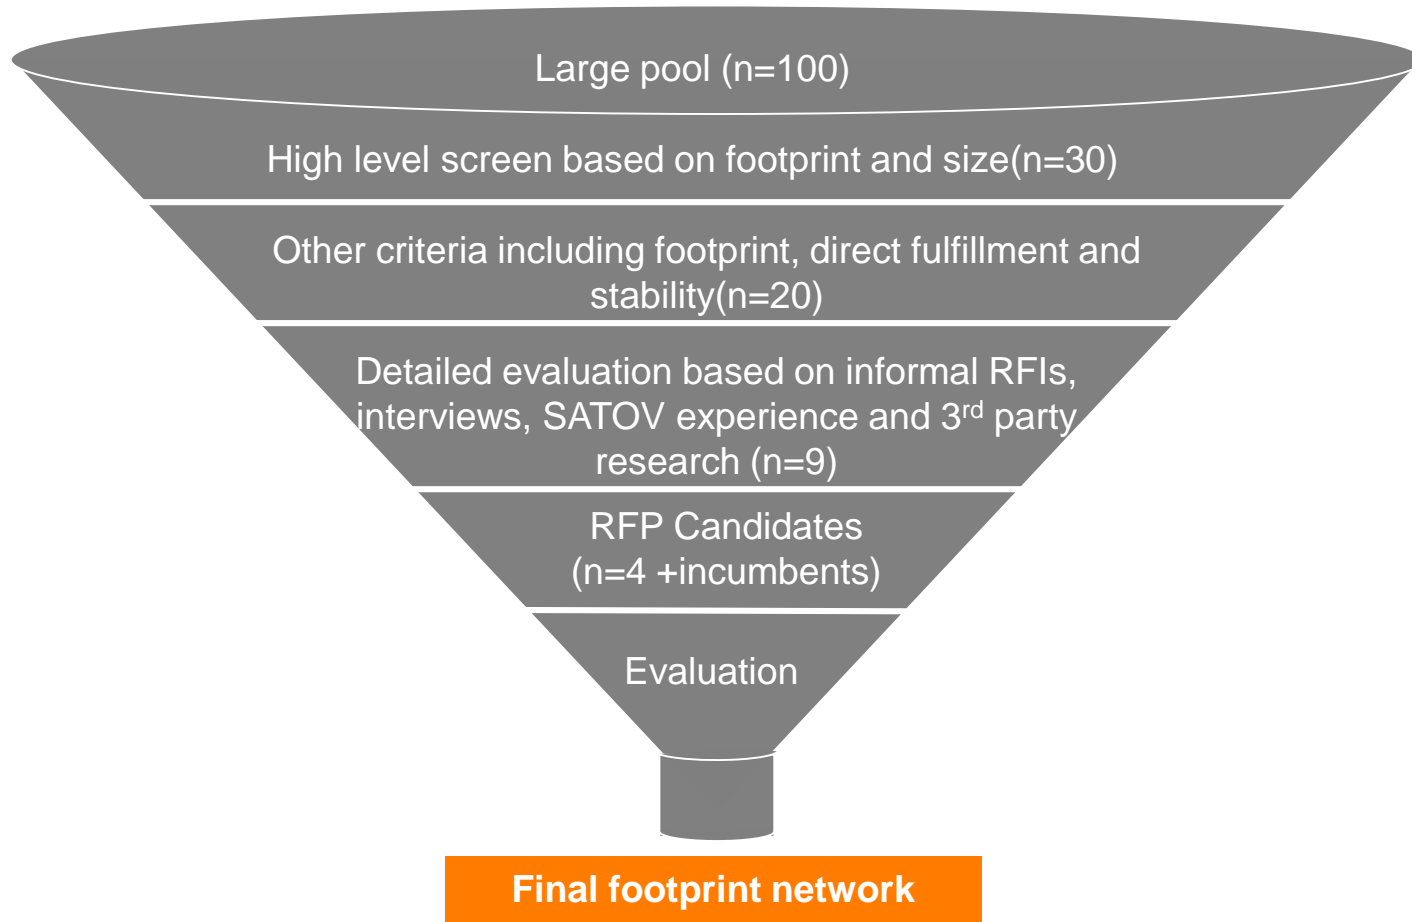 Large pool (n=100)
High level screen based on footprint and size(n=30)
Other criteria including footprint, direct fulfillment and
stability(n=20)
Detailed evaluation based on informal RFIs,
interviews, SATOV experience and 3rd party
research (n=9)
RFP Candidates
(n=4 +incumbents)
Evaluation
Final footprint network